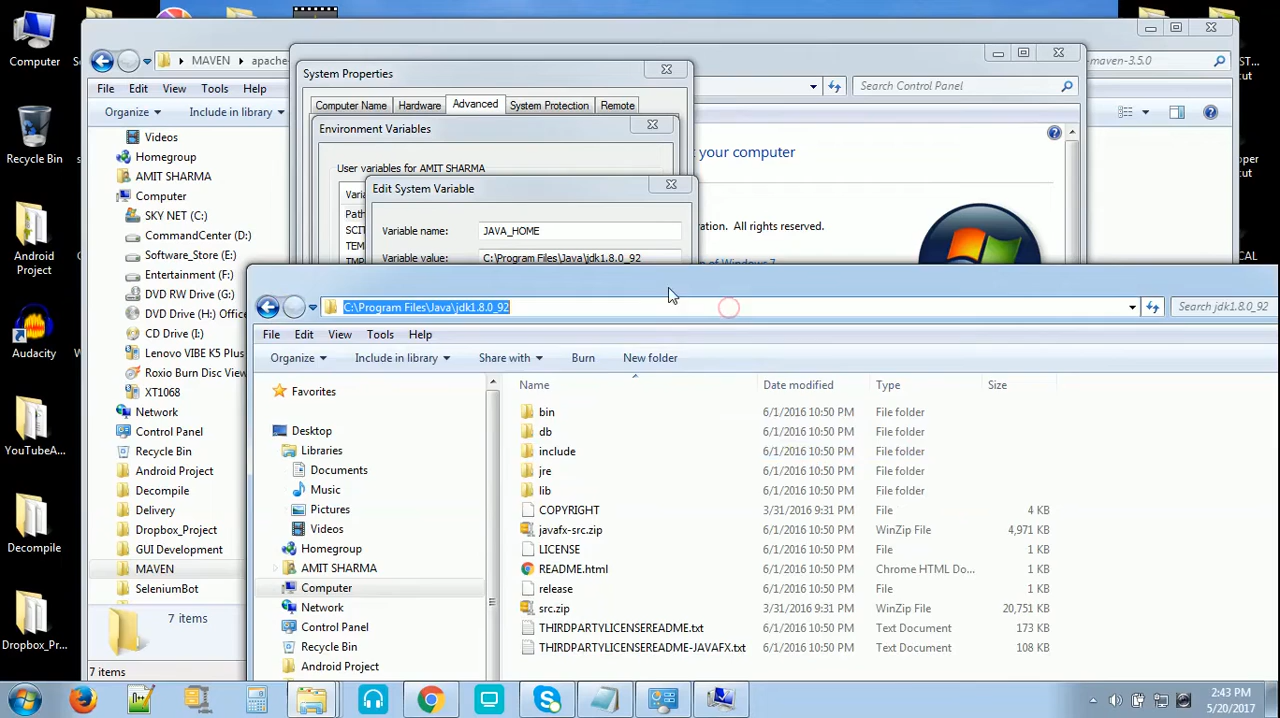 Computer
Recycle Bin
Android
Project
Audacity
YouTubeA...
Decompile
Dropbox_Pr...
MAVEN
apache-
-maven-3.5.0
File Edit View Tools Help
Organize
Include in library
Videos
Homegroup
AMIT SHARMA
Computer
SKY NET (C:)
CommandCenter (D:)
Software_Store (E:)
Entertainment (F:)
DVD RW Drive (G:)
DVD Drive (H:) Office
CD Drive (I:)
Lenovo VIBE K5 Plus
Roxio Burn Disc View
XT1068
Network
Control Panel
Recycle Bin
Android Project
Decompile
Delivery
Dropbox_Project
GUI Development
MAVEN
SeleniumBot
7 items
7 items
Search Control Panel
your computer
ration. All rights reserved.
System Properties
Computer Name Hardware Advanced System Protection Remote
Environment Variables
User variables for AMIT SHARMA
Varia
Path
SCIT
TEM
Edit System Variable
Variable name: JAVA_HOME
Variable value: C:\Program Files\Java\jdk1.8.0_92
C:\Program Files\Java\jdk1.8.0_92
Search jdk1.8.0_92
File Edit View Tools Help
Organize Include in library Share with Burn New folder
Favorites
Desktop
Libraries
Documents
Music
Pictures
Videos
Homegroup
AMIT SHARMA
Computer
Network
Control Panel
Recycle Bin
Android Project
Name Date modified Type Size
bin 6/1/2016 10:50 PM File folder
db 6/1/2016 10:50 PM File folder
include 6/1/2016 10:50 PM File folder
jre 6/1/2016 10:50 PM File folder
lib 6/1/2016 10:50 PM File folder
COPYRIGHT 3/31/2016 9:31 PM File 4 KB
javafx-src.zip 6/1/2016 10:50 PM WinZip File 4,971 KB
LICENSE 6/1/2016 10:50 PM File 1 KB
README.html 6/1/2016 10:50 PM Chrome HTML Do... 1 KB
release 6/1/2016 10:50 PM File 1 KB
src.zip 3/31/2016 9:31 PM WinZip File 20,751 KB
THIRDPARTYLICENSEREADME.txt 6/1/2016 10:50 PM Text Document 173 KB
THIRDPARTYLICENSEREADME-JAVAFX.txt 6/1/2016 10:50 PM Text Document 108 KB
2:43 PM
5/20/2017